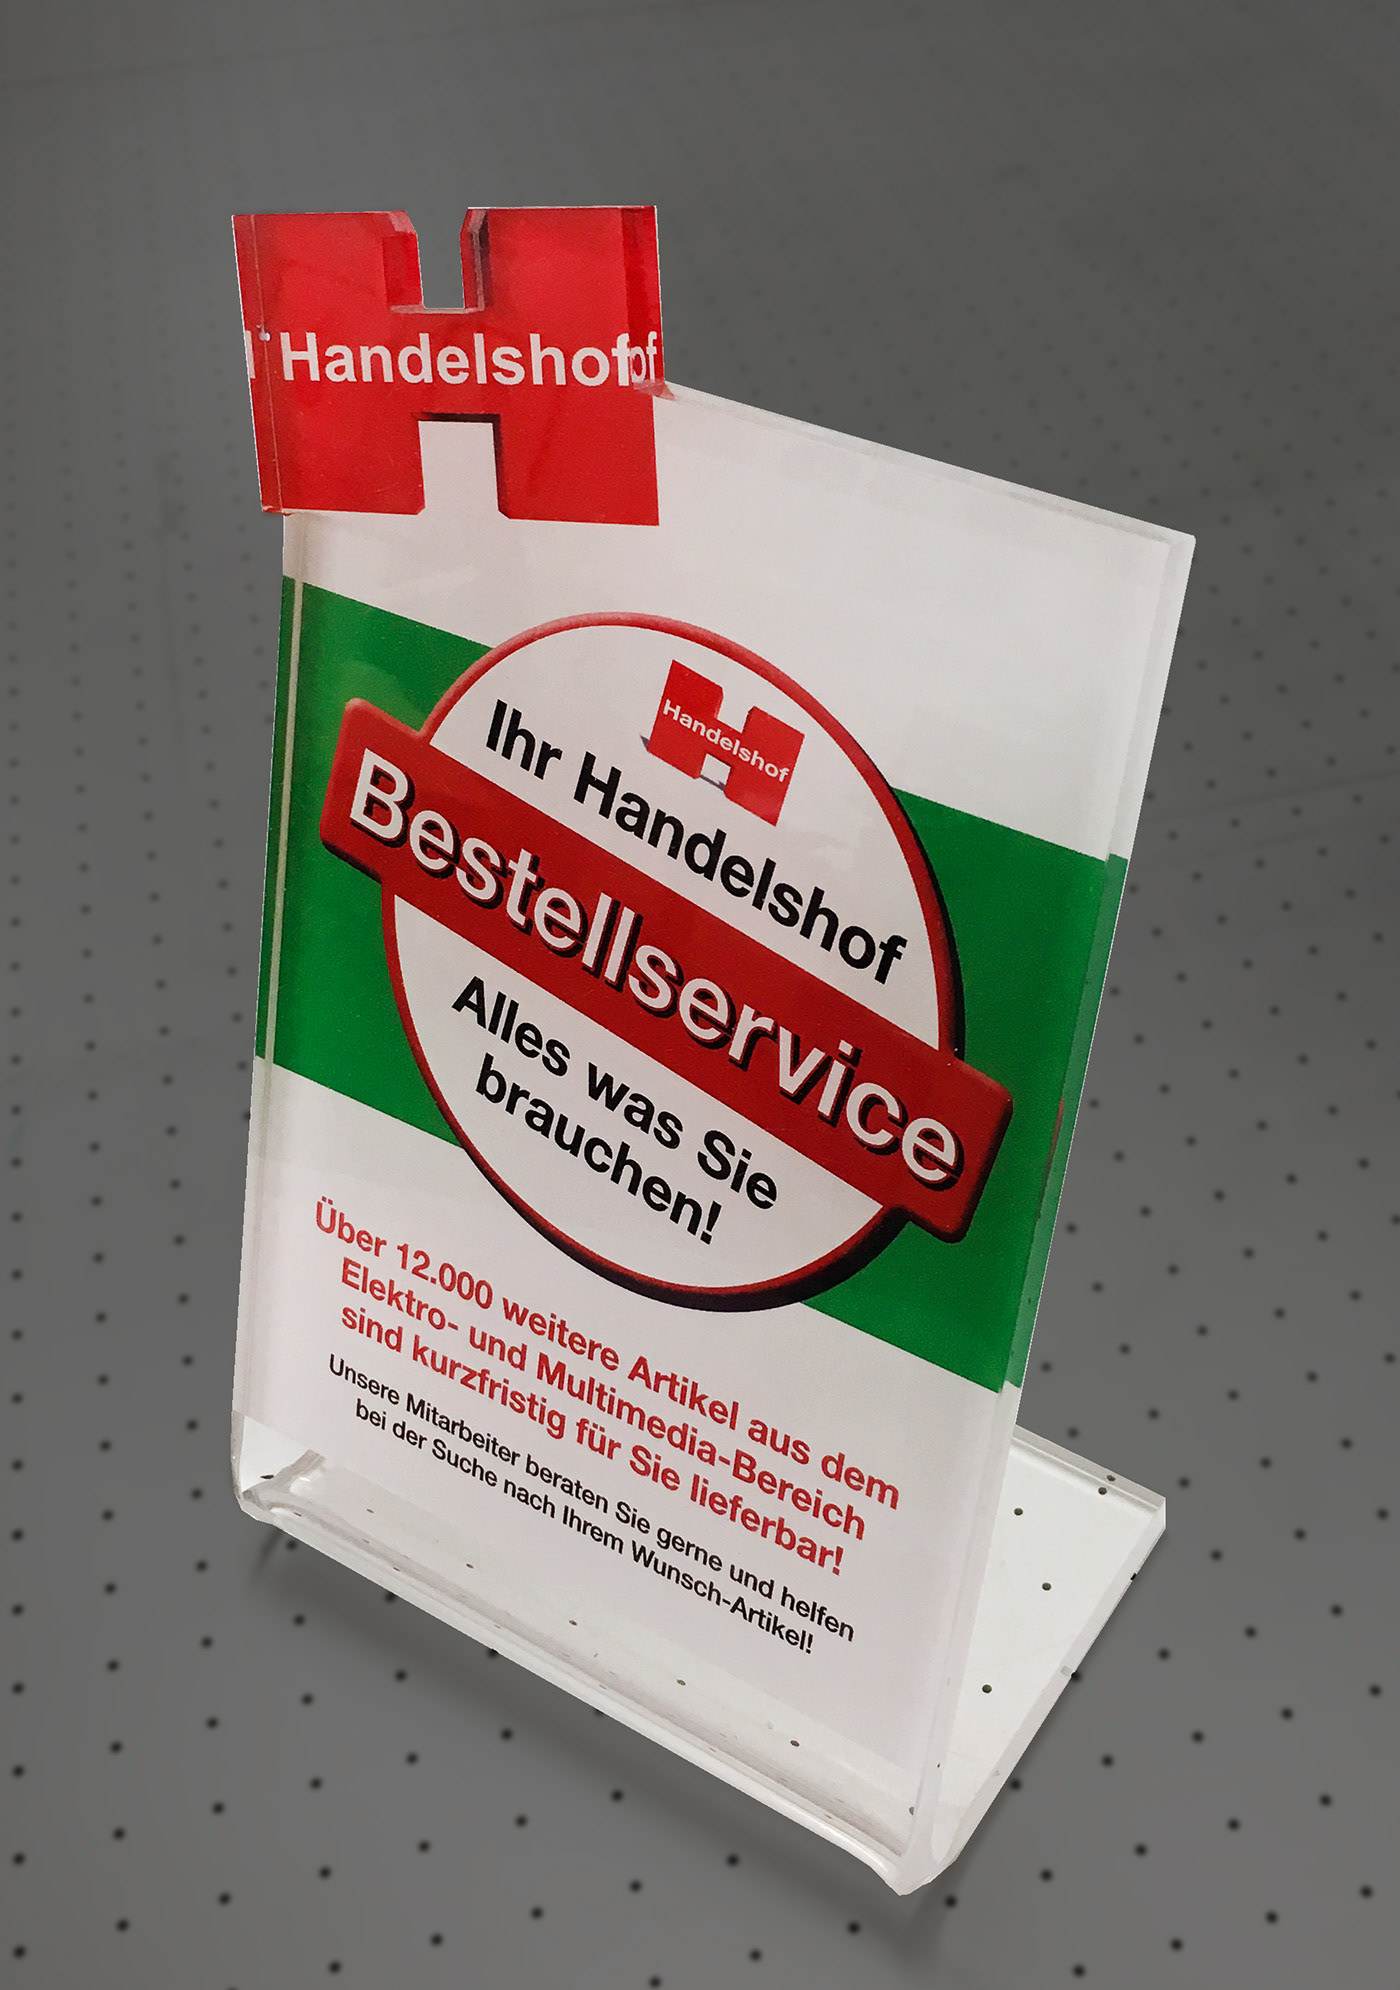 Handelshof
Handelshof
Ihr Handelshof
Bestellservice
Alles was Sie
brauchen!
Über 12.000 weitere Artikel aus dem
Elektro- und Multimedia-Bereich
sind kurzfristig für Sie lieferbar!
Unsere Mitarbeiter beraten Sie gerne und helfen
bei der Suche nach Ihrem Wunsch-Artikel!